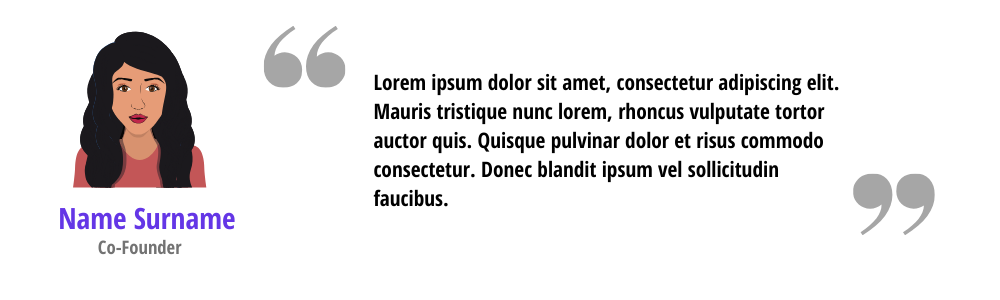 “
Lorem ipsum dolor sit amet, consectetur adipiscing elit.
Mauris tristique nunc lorem, rhoncus vulputate tortor
auctor quis. Quisque pulvinar dolor et risus commodo
consectetur. Donec blandit ipsum vel sollicitudin
faucibus.
”
Name Surname
Co-Founder